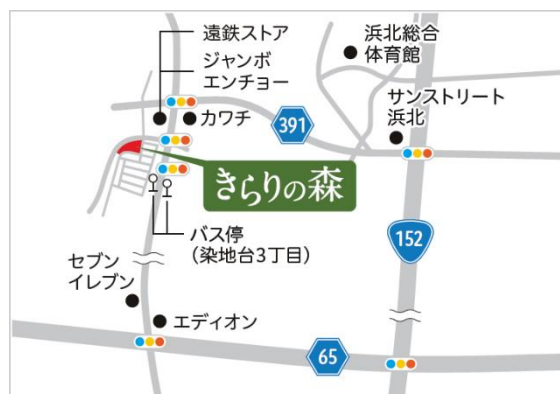 遠鉄ストア
ジャンボ
エンチョー
カワチ
浜北総合
体育館
391
サンストリート
浜北
きらりの森
バス停
(染地台3丁目)
152
セブン
イレブン
エディオン
65